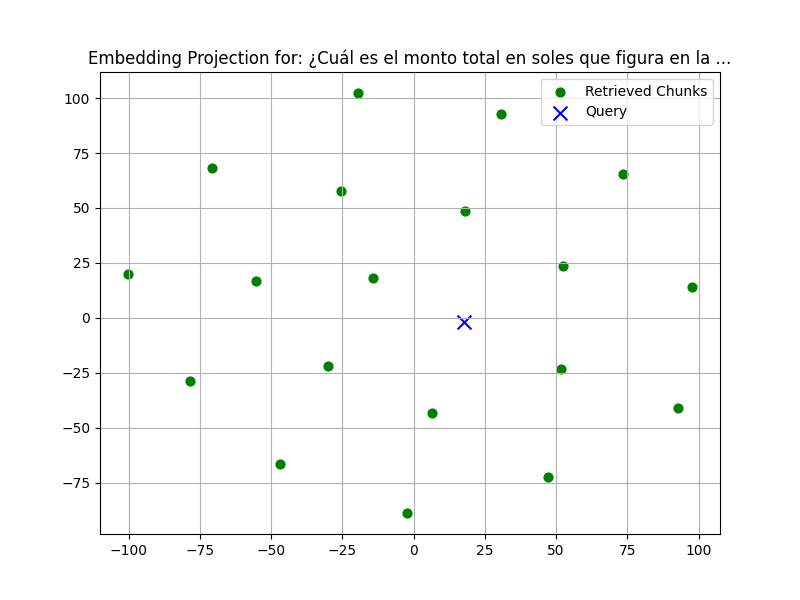 Embedding Projection for: ¿Cuál es el monto total en soles que figura en la ...
Retrieved Chunks
Query
100
75
50
25
0
−25
−50
−75
−100 −75 −50 −25 0 25 50 75 100